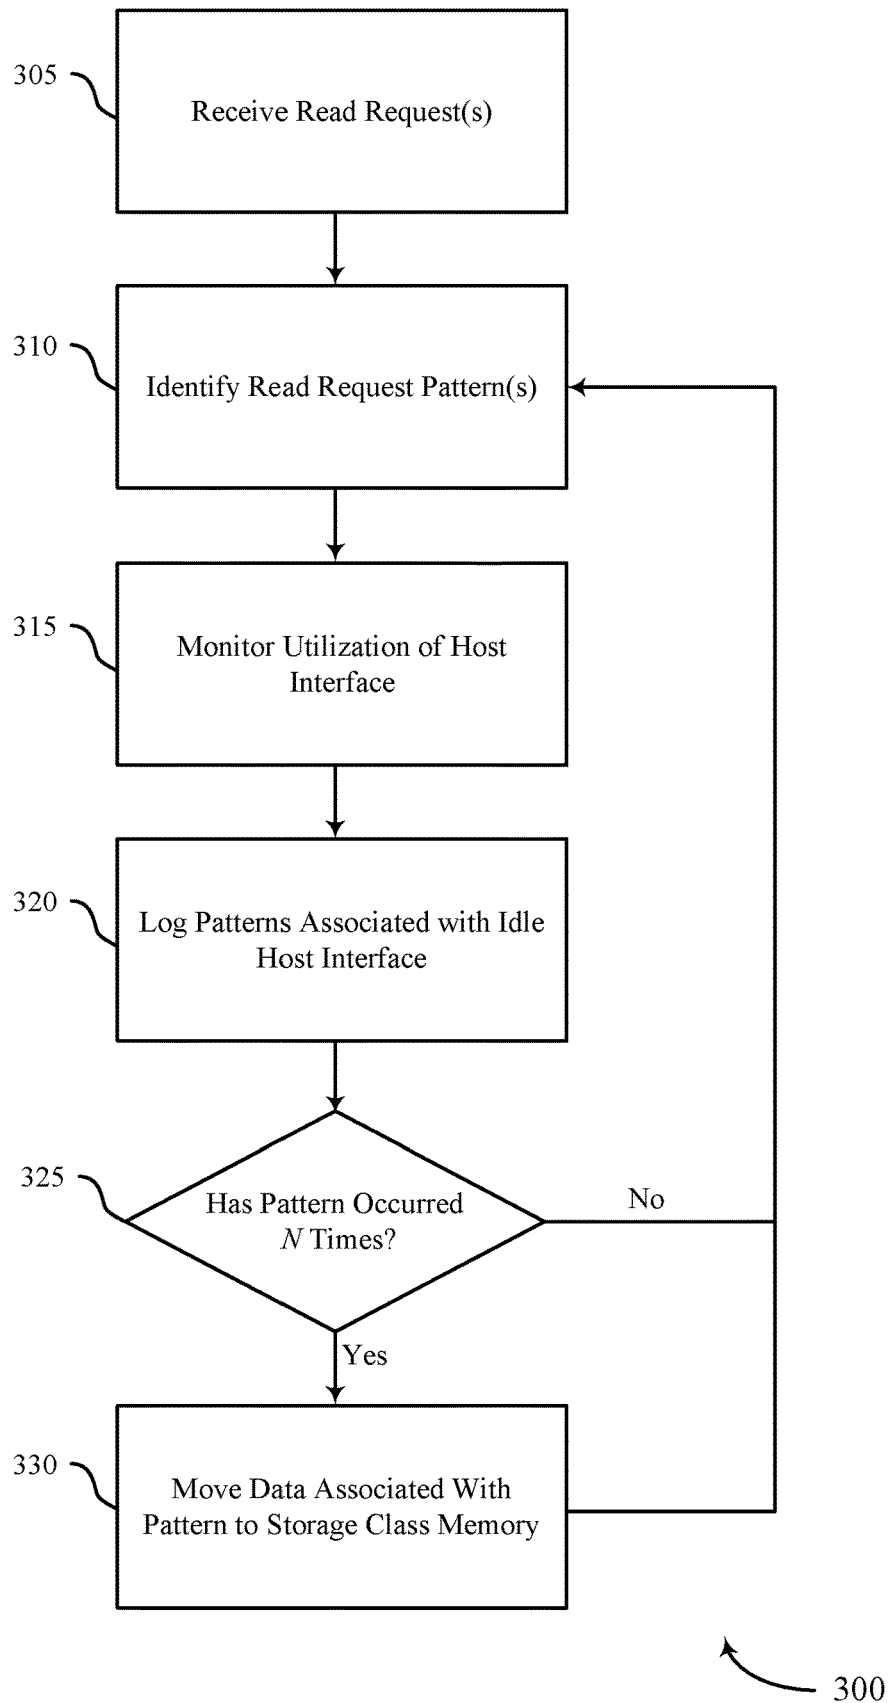 305
Receive Read Request(s)
310
Identify Read Request Pattern(s)
315
Monitor Utilization of Host
Interface
320
Log Patterns Associated with Idle
Host Interface
325
Has Pattern Occurred
N Times?
No
Yes
330
Move Data Associated With
Pattern to Storage Class Memory
300